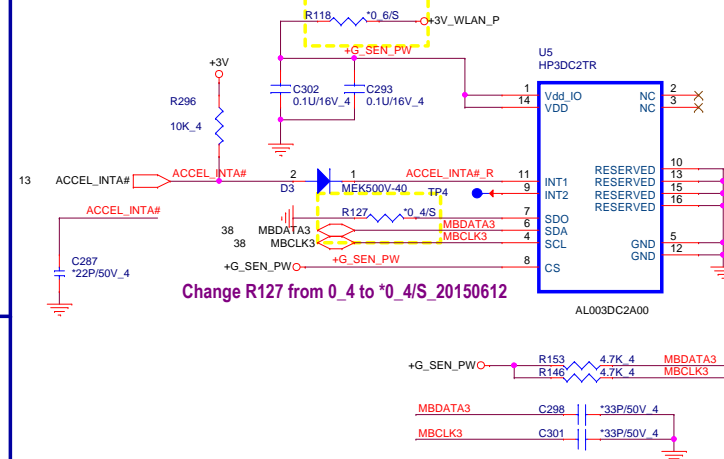 R118 *0_6/S +3V_WLAN_P
+G_SEN_PW
U5
HP3DC2TR
+3V
C302
0.1U/16V_4
C293
0.1U/16V_4
R296
10K_4
1 Vdd_IO NC 2
14 VDD NC 3
13 ACCEL_INTA# ACCEL_INTA# 2 D3 1 MEK500V-40 ACCEL_INTA#_R 11 INT1
TP4 9 INT2
RESERVED 10
RESERVED 13
RESERVED 15
RESERVED 16
ACCEL_INTA#
R127 *0_4/S 7 SDO
38 MBDATA3 MBDATA3 6 SDA
38 MBCLK3 MBCLK3 4 SCL
GND 5
GND 12
C287
*22P/50V_4
+G_SEN_PW +G_SEN_PW 8 CS
Change R127 from 0_4 to *0_4/S_20150612
AL003DC2A00
+G_SEN_PW R153 4.7K_4 MBDATA3
R146 4.7K_4 MBCLK3
MBDATA3 C298 *33P/50V_4
MBCLK3 C301 *33P/50V_4